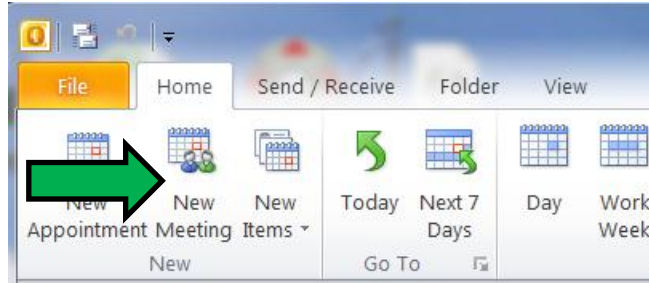 File Home Send / Receive Folder View
New New New Today Next 7 Day Work
Appointment Meeting Items Days Week
New Go To